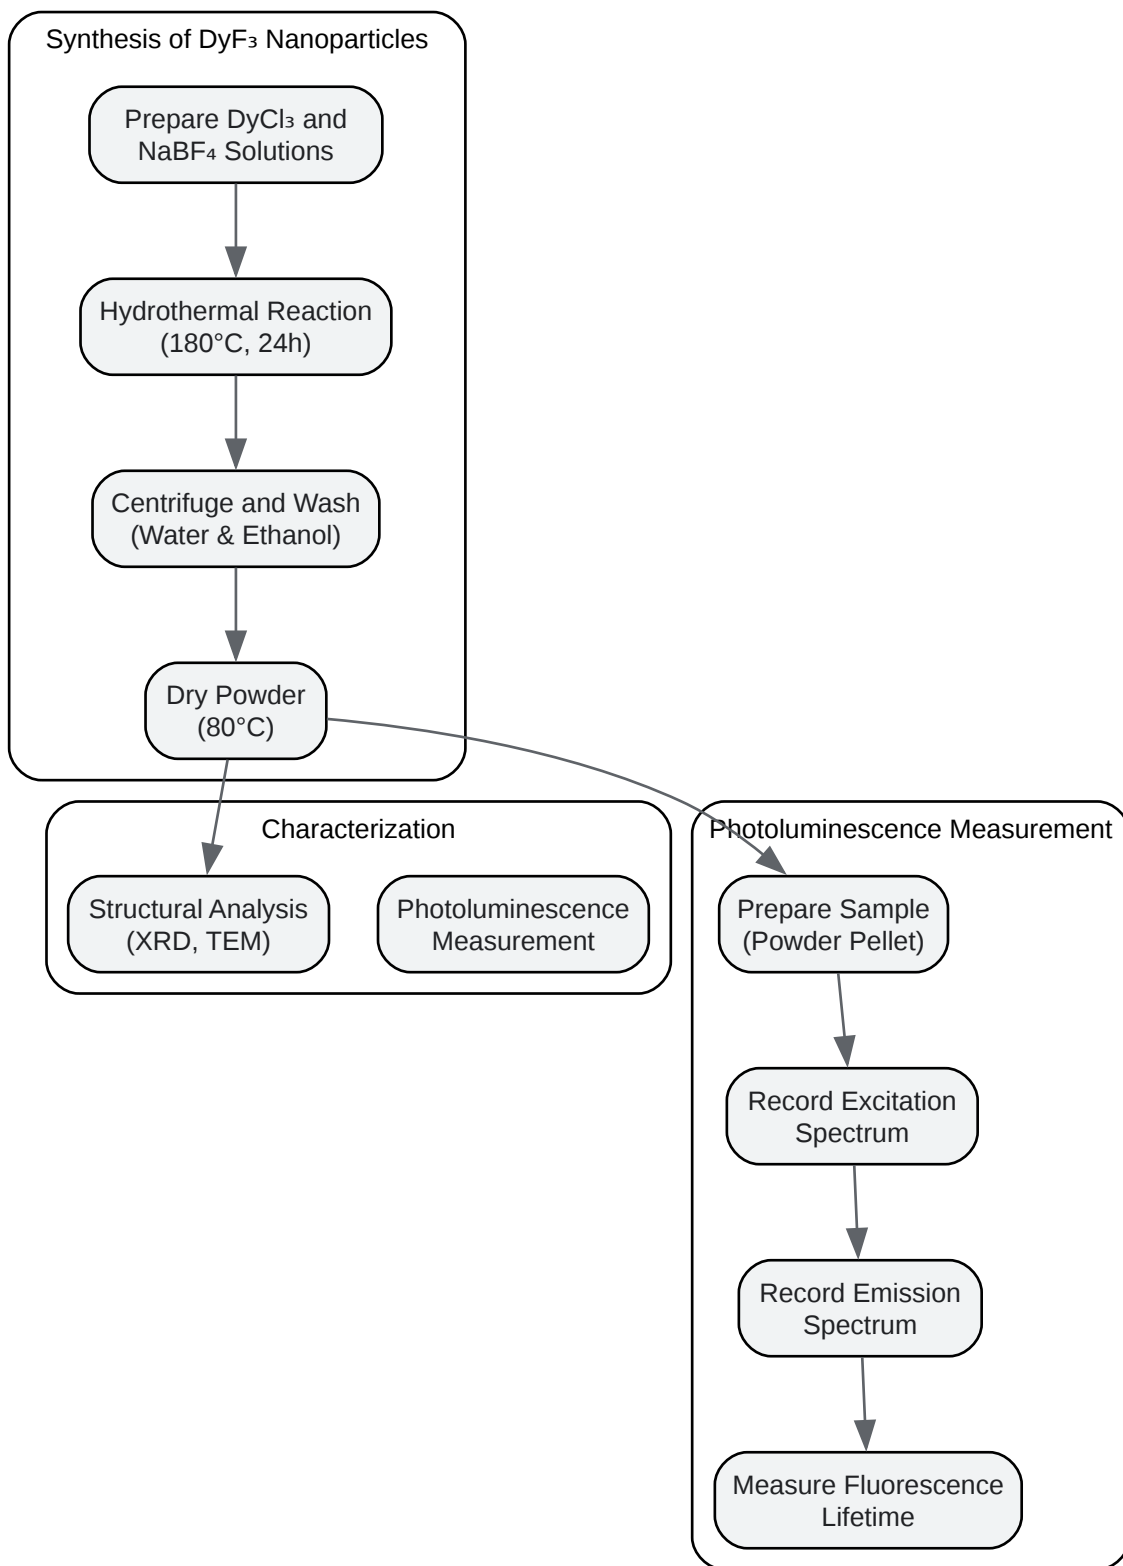 Synthesis of DyF₃ Nanoparticles
Prepare DyCl₃ and
NaBF₄ Solutions
Hydrothermal Reaction
(180°C, 24h)
Centrifuge and Wash
(Water & Ethanol)
Dry Powder
(80°C)
Characterization
Structural Analysis
(XRD, TEM)
Photoluminescence
Measurement
Photoluminescence Measurement
Prepare Sample
(Powder Pellet)
Record Excitation
Spectrum
Record Emission
Spectrum
Measure Fluorescence
Lifetime